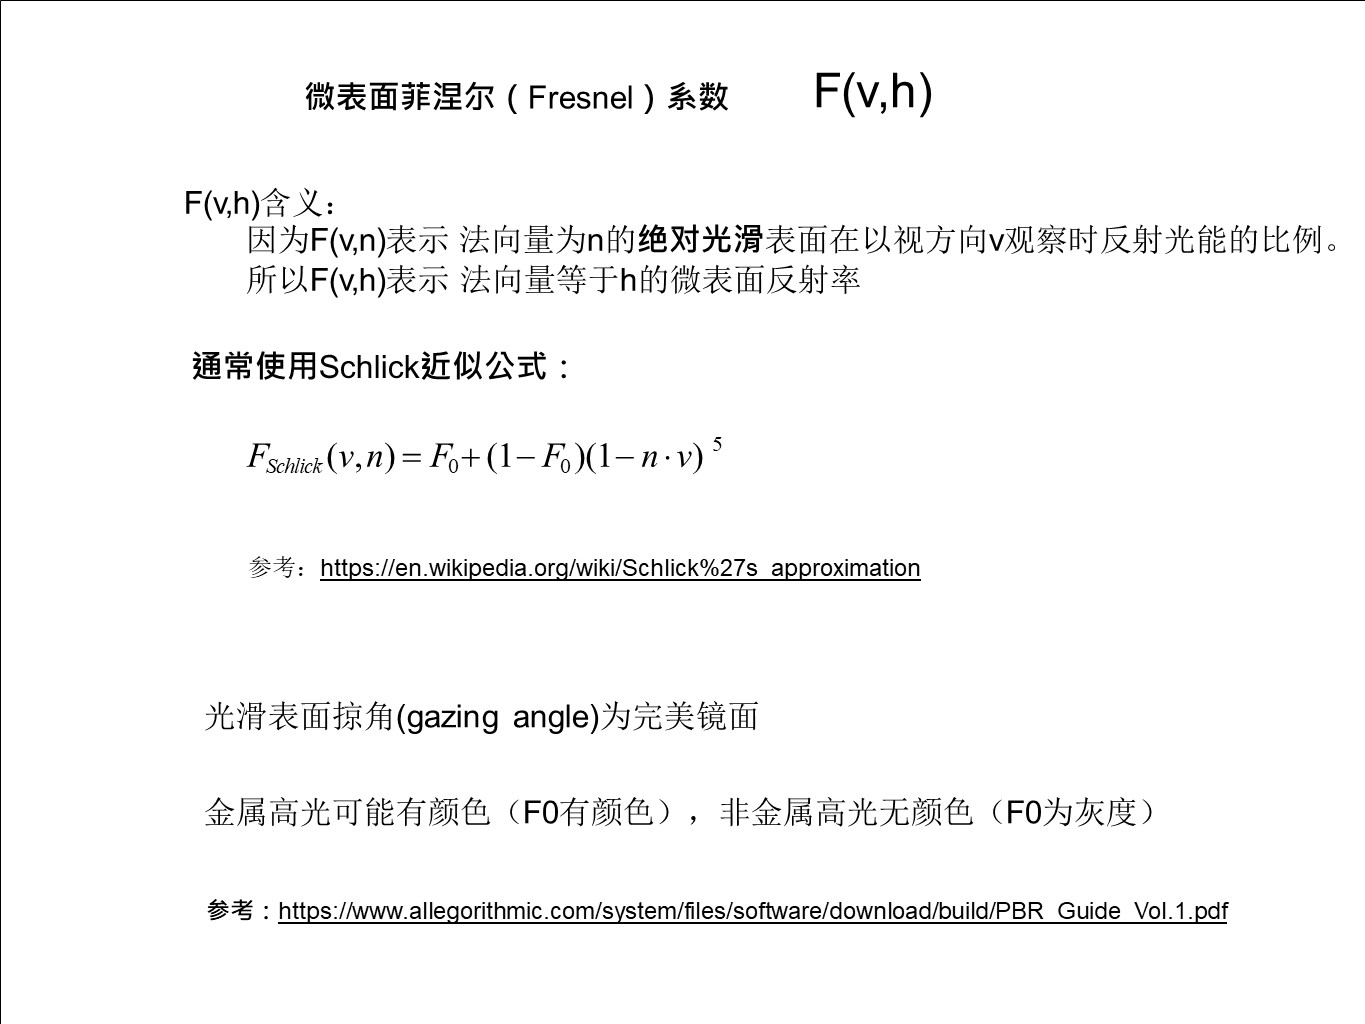 微表面菲涅尔（Fresnel）系数 F(v,h)
F(v,h)含义：
因为F(v,n)表示 法向量为n的绝对光滑表面在以视方向v观察时反射光能的比例。
所以F(v,h)表示 法向量等于h的微表面反射率
通常使用Schlick近似公式：
F_Schlick(v,n) = F₀+(1−F₀)(1−n·v)⁵
参考：https://en.wikipedia.org/wiki/Schlick%27s_approximation
光滑表面掠角(gazing angle)为完美镜面
金属高光可能有颜色（F0有颜色），非金属高光无颜色（F0为灰度）
参考：https://www.allegorithmic.com/system/files/software/download/build/PBR_Guide_Vol.1.pdf